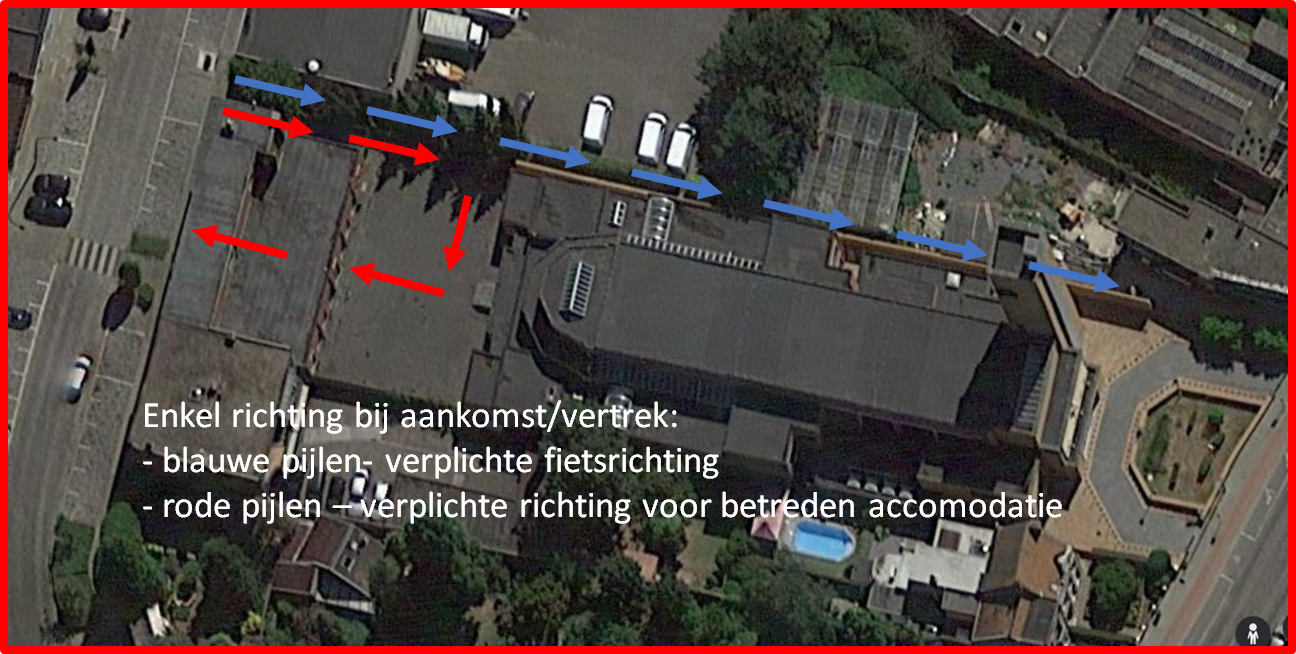 Enkel richting bij aankomst/vertrek:
- blauwe pijlen- verplichte fietsrichting
- rode pijlen – verplichte richting voor betreden accomodatie